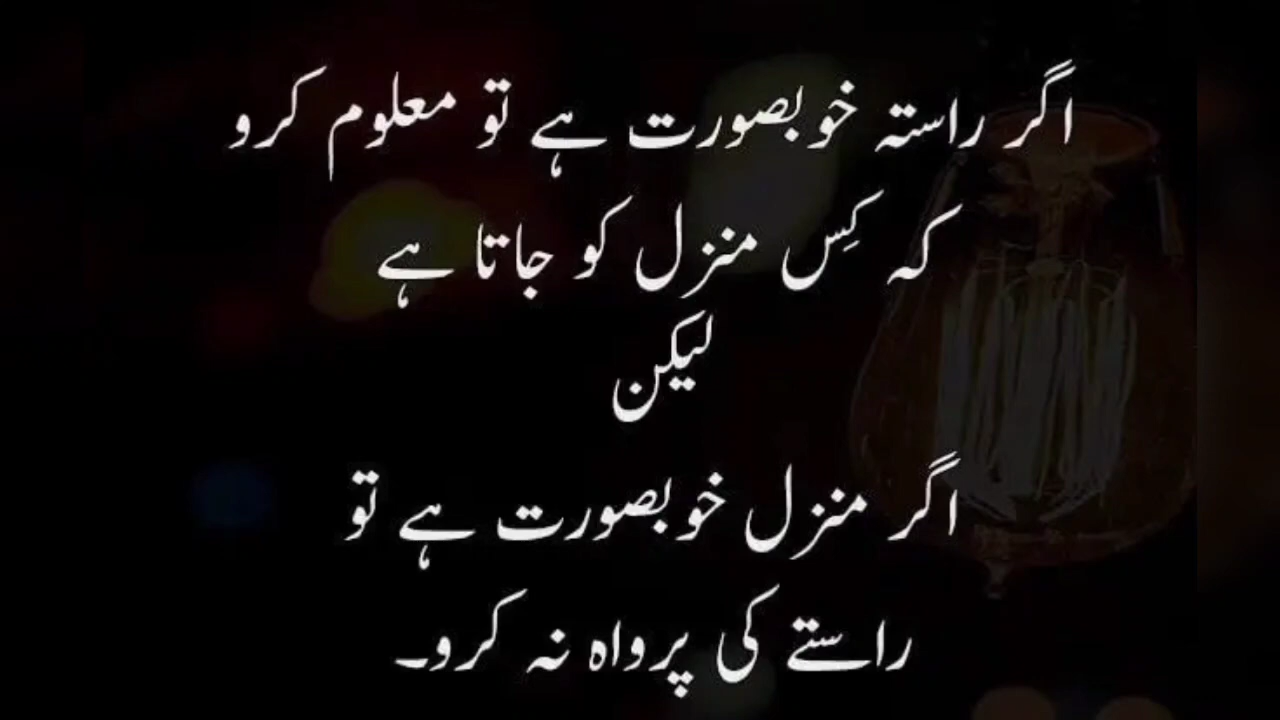 اگر راستہ خوبصورت ہے تو معلوم کرو
کہ کِس منزل کو جاتا ہے
لیکن
اگر منزل خوبصورت ہے تو
راستے کی پرواہ نہ کرو۔